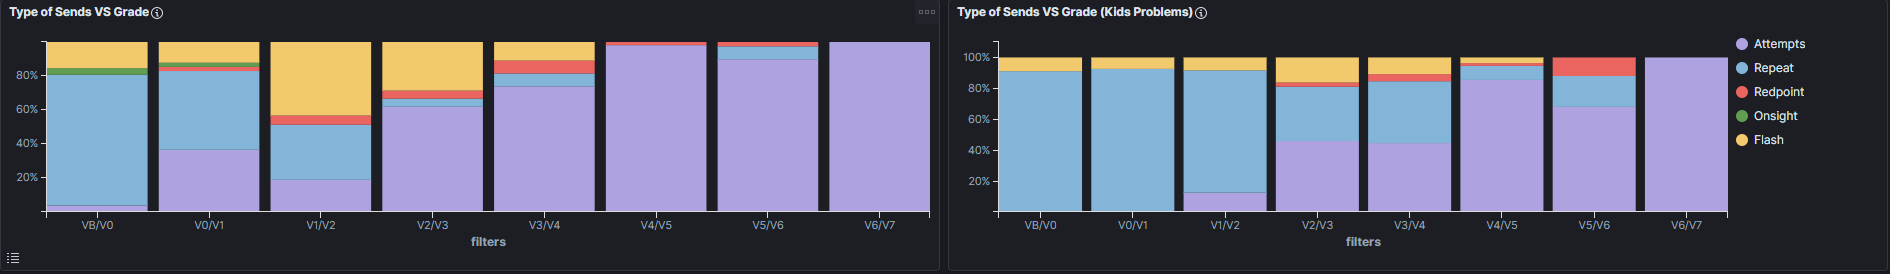 Type of Sends VS Grade
80%
60%
40%
20%
VB/V0 V0/V1 V1/V2 V2/V3 V3/V4 V4/V5 V5/V6 V6/V7
filters
Type of Sends VS Grade (Kids Problems)
100%
80%
60%
40%
20%
VB/V0 V0/V1 V1/V2 V2/V3 V3/V4 V4/V5 V5/V6 V6/V7
filters
Attempts
Repeat
Redpoint
Onsight
Flash